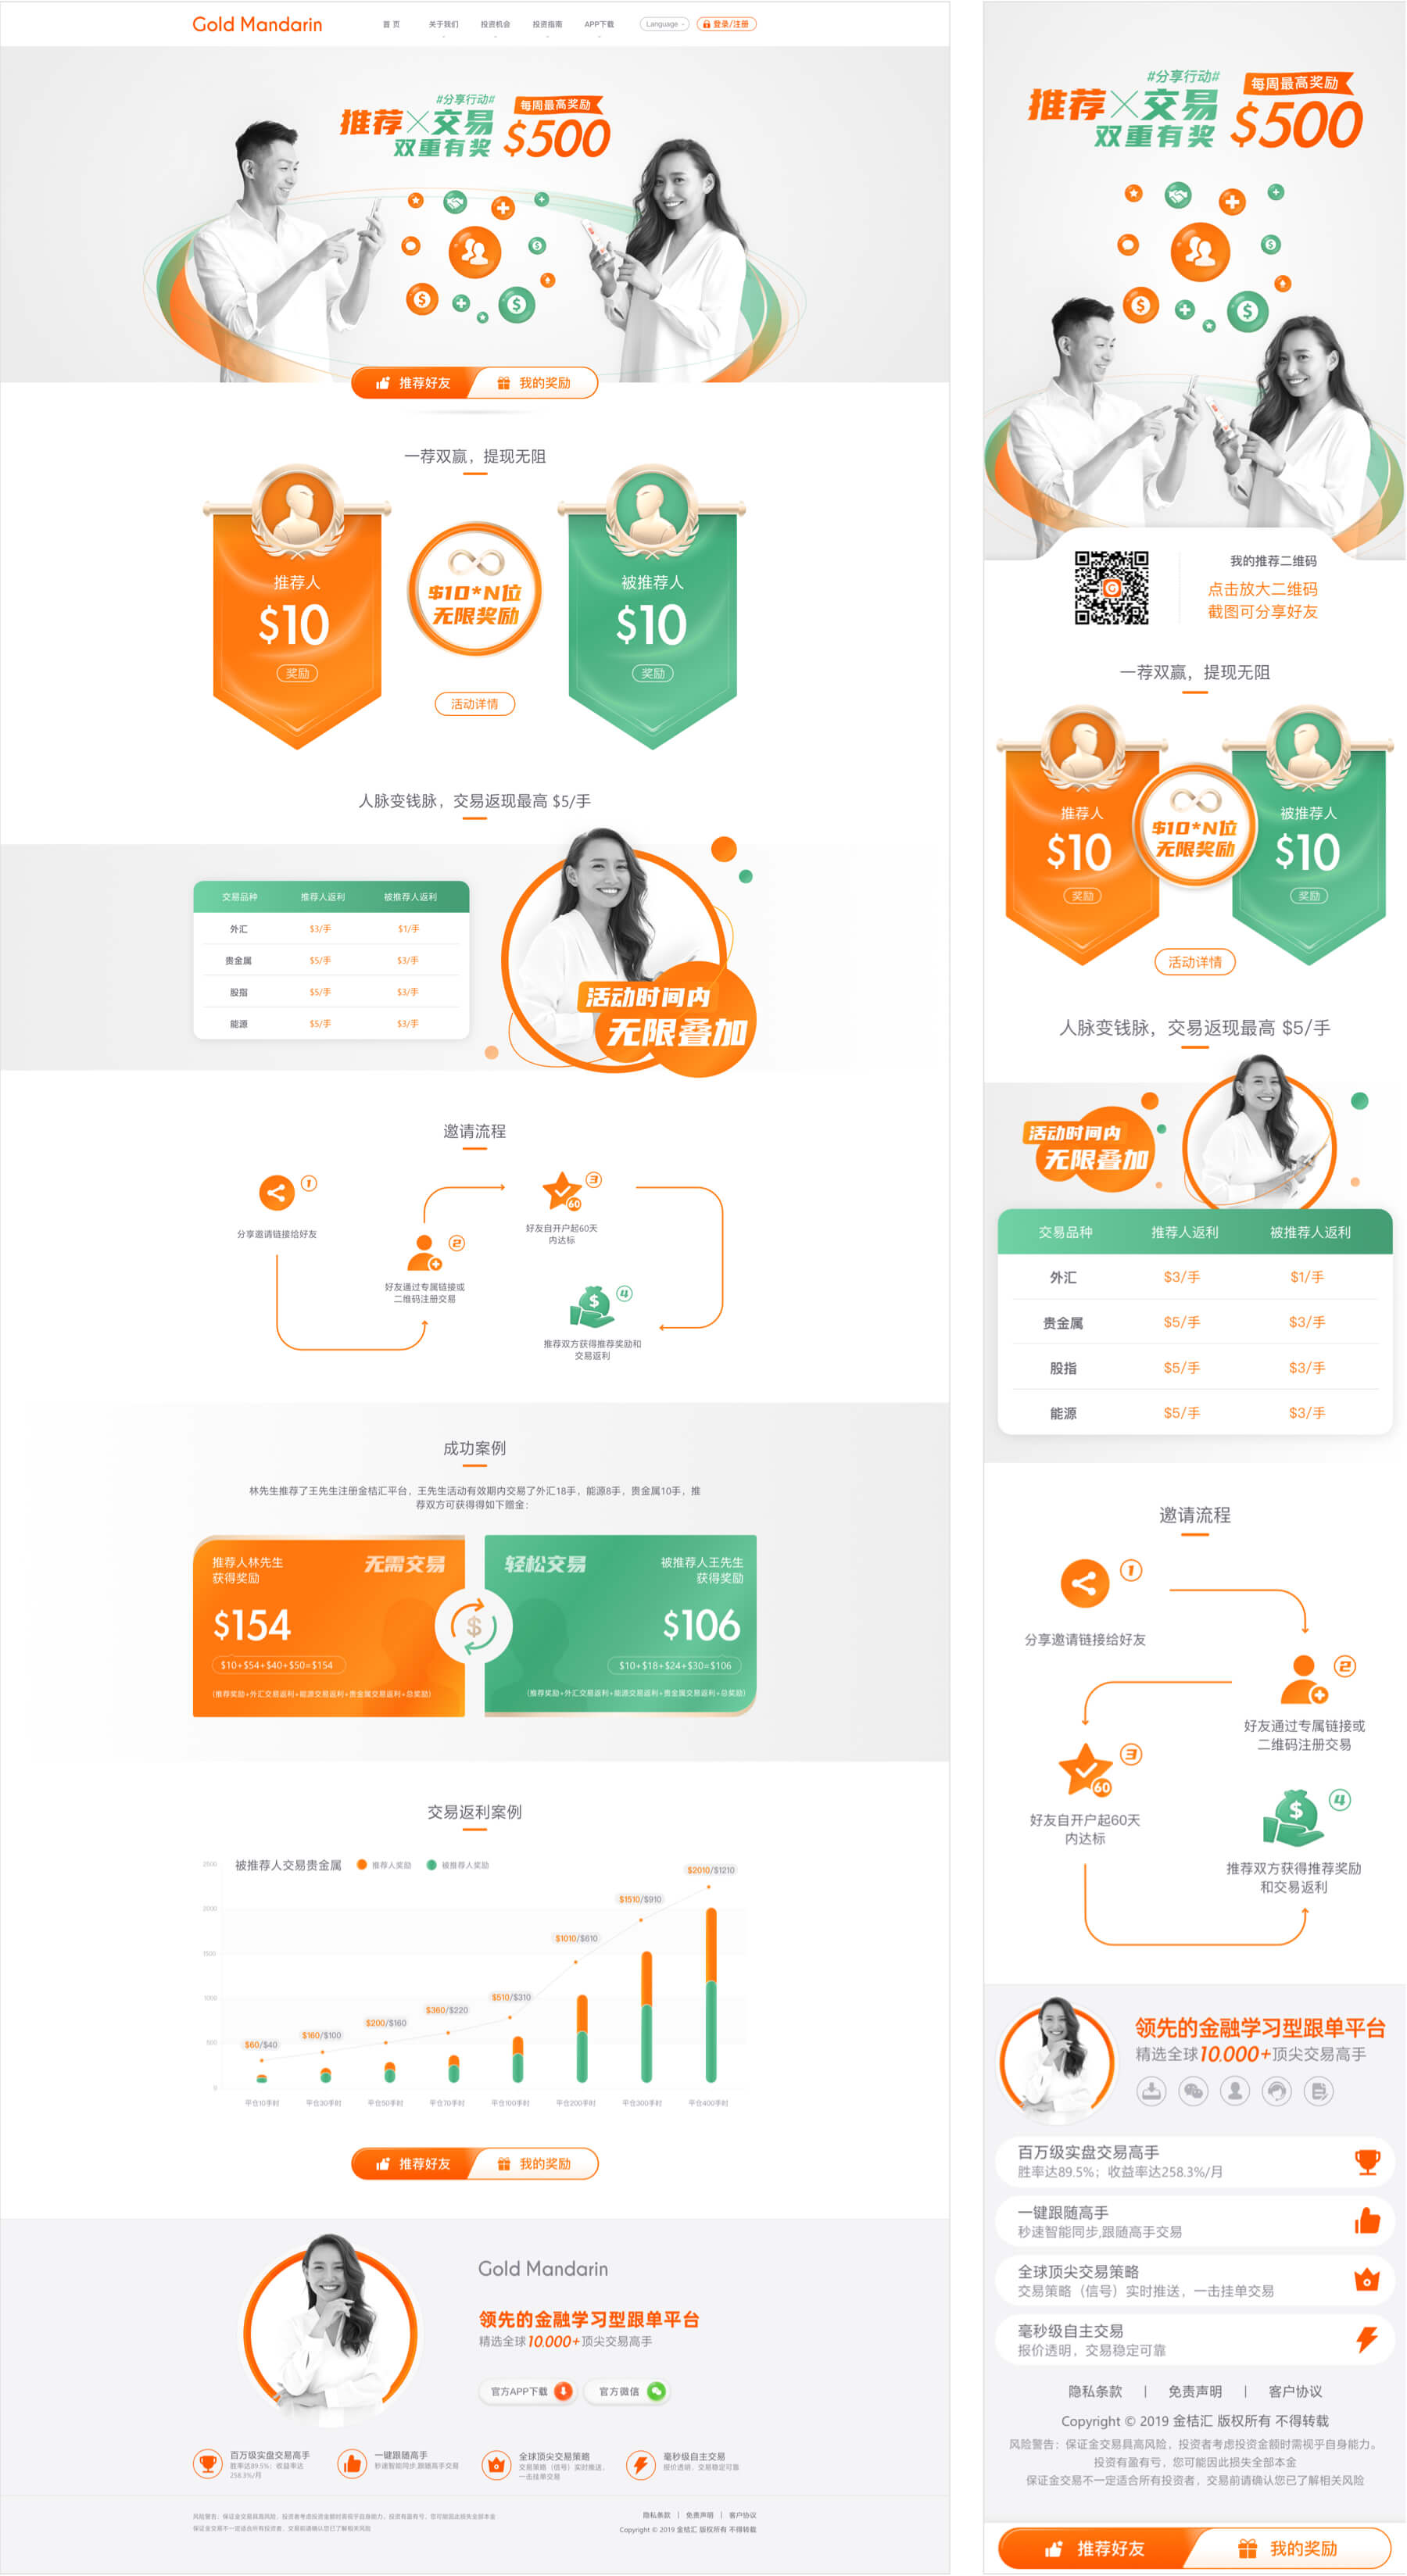 Gold Mandarin
首 页
关于我们
投资机会
投资指南
APP下载
Language
登录/注册
#分享行动#
推荐×交易
双重有奖
每周最高奖励
$500
推荐好友
我的奖励
一荐双赢，提现无阻
推荐人
$10
奖励
$10*N位
无限奖励
活动详情
被推荐人
$10
奖励
人脉变钱脉，交易返现最高 $5/手
交易品种 推荐人返利 被推荐人返利
外汇 $3/手 $1/手
贵金属 $5/手 $3/手
股指 $5/手 $3/手
能源 $5/手 $3/手
活动时间内
无限叠加
邀请流程
1
分享邀请链接给好友
2
好友通过专属链接或
二维码注册交易
3
60
好友自开户起60天
内达标
4
推荐双方获得推荐奖励和
交易返利
成功案例
林先生推荐了王先生注册金桔汇平台，王先生活动有效期内交易了外汇18手，能源8手，贵金属10手，推
荐双方可获得得如下赠金：
推荐人林先生
获得奖励
无需交易
$154
$10+$54+$40+$50=$154
(推荐奖励+外汇交易返利+能源交易返利+贵金属交易返利=总奖励)
轻松交易
被推荐人王先生
获得奖励
$106
$10+$18+$24+$30=$106
(推荐奖励+外汇交易返利+能源交易返利+贵金属交易返利=总奖励)
交易返利案例
被推荐人交易贵金属
推荐人奖励
被推荐人奖励
2500
2000
1500
1000
500
0
$60/$40
$160/$100
$200/$160
$360/$220
$510/$310
$1010/$610
$1510/$910
$2010/$1210
平仓10手时
平仓30手时
平仓50手时
平仓70手时
平仓100手时
平仓200手时
平仓300手时
平仓400手时
推荐好友
我的奖励
Gold Mandarin
领先的金融学习型跟单平台
精选全球10,000+顶尖交易高手
官方APP下载
官方微信
百万级实盘交易高手
胜率达89.5%；收益率达
258.3%/月
一键跟随高手
秒速智能同步,跟随高手交易
全球顶尖交易策略
交易策略（信号）实时推送，
一击挂单交易
毫秒级自主交易
报价透明，交易稳定可靠
风险警告：保证金交易具高风险，投资者考虑投资金额时需视乎自身能力。投资有盈有亏，您可能因此损失全部本金
保证金交易不一定适合所有投资者，交易前请确认您已了解相关风险
隐私条款 | 免责声明 | 客户协议
Copyright © 2019 金桔汇 版权所有 不得转载
#分享行动#
推荐×交易
双重有奖
每周最高奖励
$500
我的推荐二维码
点击放大二维码
截图可分享好友
一荐双赢，提现无阻
推荐人
$10
奖励
$10*N位
无限奖励
被推荐人
$10
奖励
活动详情
人脉变钱脉，交易返现最高 $5/手
活动时间内
无限叠加
交易品种 推荐人返利 被推荐人返利
外汇 $3/手 $1/手
贵金属 $5/手 $3/手
股指 $5/手 $3/手
能源 $5/手 $3/手
邀请流程
1
分享邀请链接给好友
2
好友通过专属链接或
二维码注册交易
3
60
好友自开户起60天
内达标
4
推荐双方获得推荐奖励
和交易返利
领先的金融学习型跟单平台
精选全球10,000+顶尖交易高手
百万级实盘交易高手
胜率达89.5%；收益率达258.3%/月
一键跟随高手
秒速智能同步,跟随高手交易
全球顶尖交易策略
交易策略（信号）实时推送，一击挂单交易
毫秒级自主交易
报价透明，交易稳定可靠
隐私条款 | 免责声明 | 客户协议
Copyright © 2019 金桔汇 版权所有 不得转载
风险警告：保证金交易具高风险，投资者考虑投资金额时需视乎自身能力。
投资有盈有亏，您可能因此损失全部本金
保证金交易不一定适合所有投资者，交易前请确认您已了解相关风险
推荐好友
我的奖励